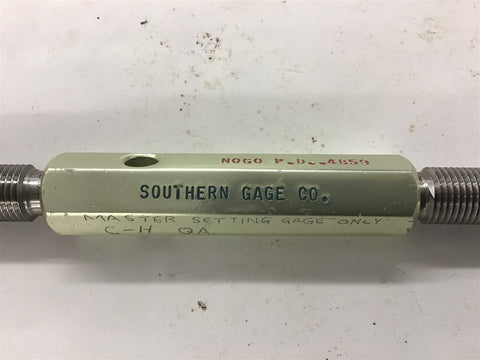 NOGO P.D. .4859
SOUTHERN GAGE CO.
MASTER SETTING GAGE ONLY
C-H QA